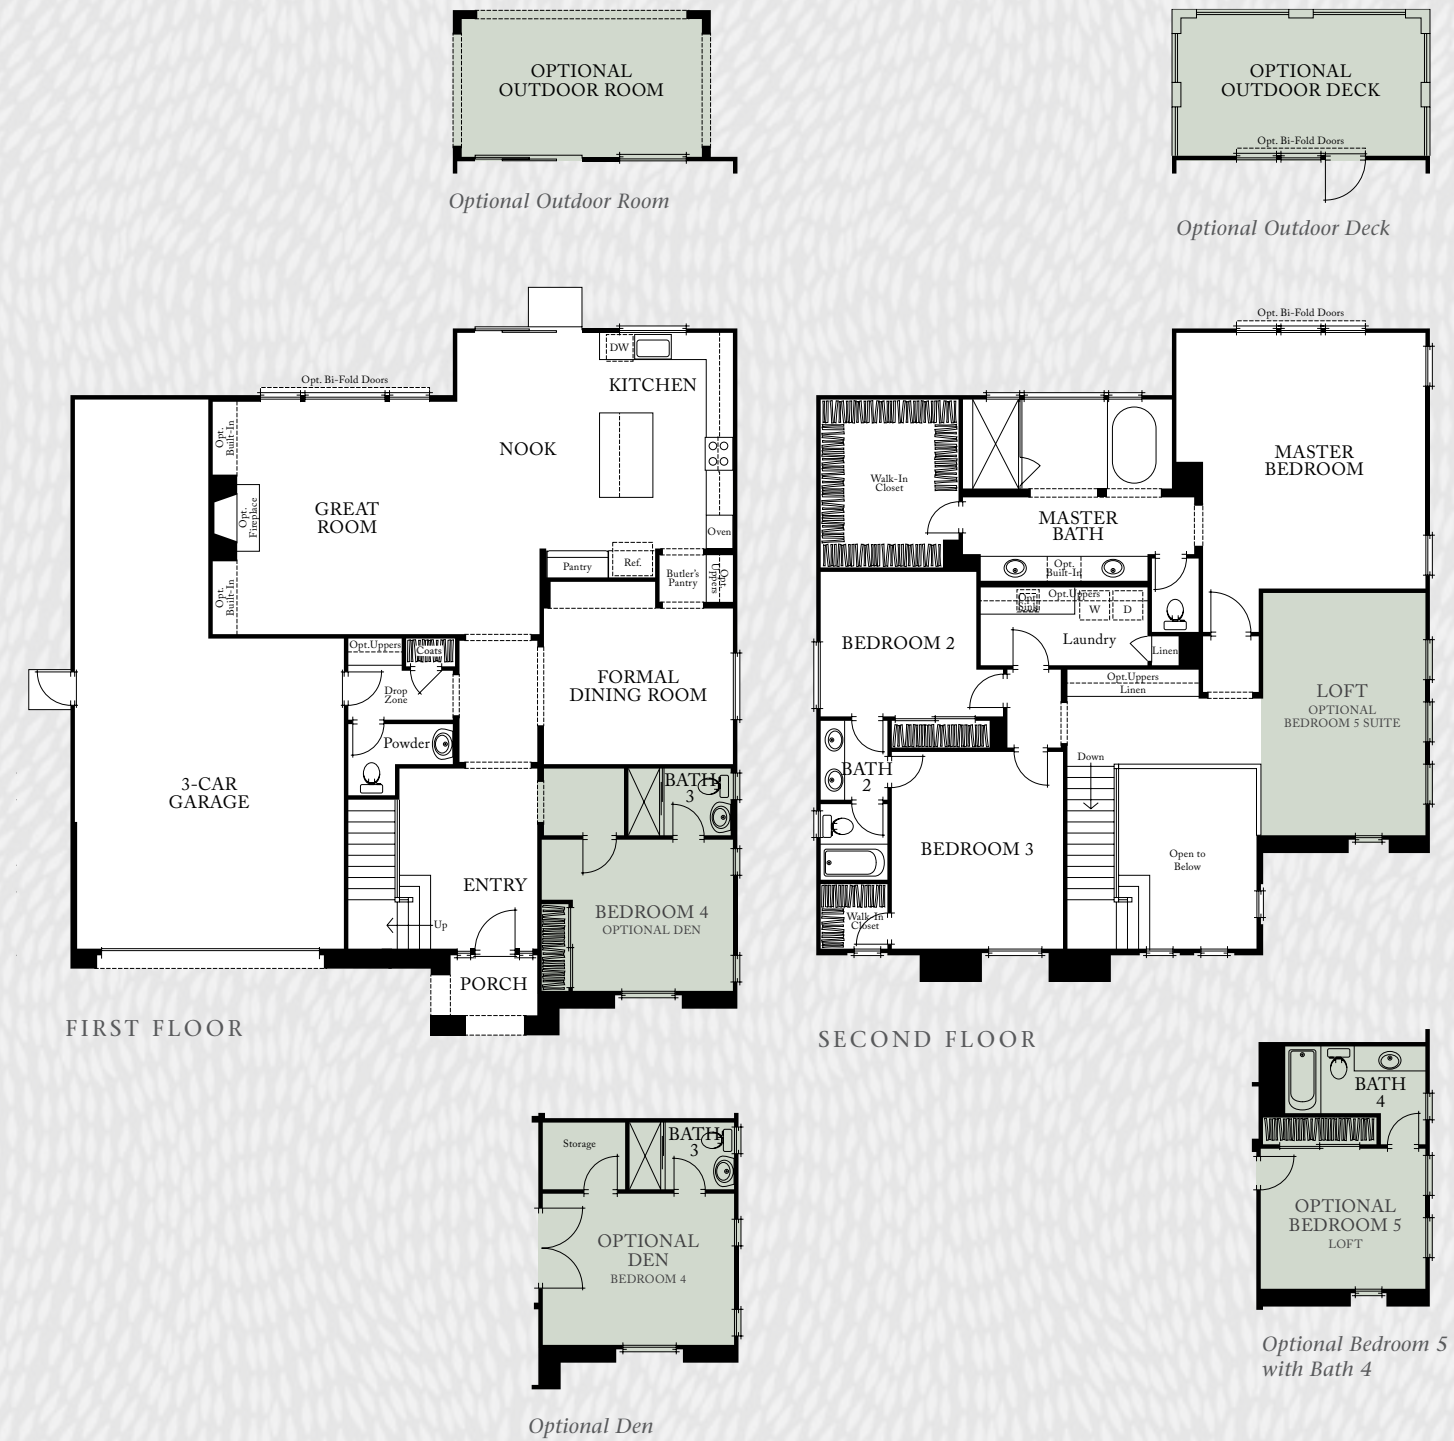 OPTIONAL
OUTDOOR ROOM
Optional Outdoor Room
OPTIONAL
OUTDOOR DECK
Opt. Bi-Fold Doors
Optional Outdoor Deck
Opt. Bi-Fold Doors
DW
KITCHEN
NOOK
Opt.
Built-In
GREAT
ROOM
Opt.
Fireplace
Opt.
Built-In
Oven
Pantry
Ref.
Butler's
Pantry
Opt.
Uppers
Opt.Uppers
Coats
Drop
Zone
Powder
FORMAL
DINING ROOM
3-CAR
GARAGE
BATH
3
ENTRY
Up
BEDROOM 4
OPTIONAL DEN
PORCH
FIRST FLOOR
Opt. Bi-Fold Doors
MASTER
BEDROOM
Walk-In
Closet
MASTER
BATH
Opt.
Built-In
Opt.
Sink
Opt.Uppers
W
D
Laundry
Linen
BEDROOM 2
Opt.Uppers
Linen
LOFT
OPTIONAL
BEDROOM 5 SUITE
BATH
2
Down
BEDROOM 3
Open to
Below
Walk-In
Closet
SECOND FLOOR
Storage
BATH
3
OPTIONAL
DEN
BEDROOM 4
Optional Den
BATH
4
OPTIONAL
BEDROOM 5
LOFT
Optional Bedroom 5
with Bath 4